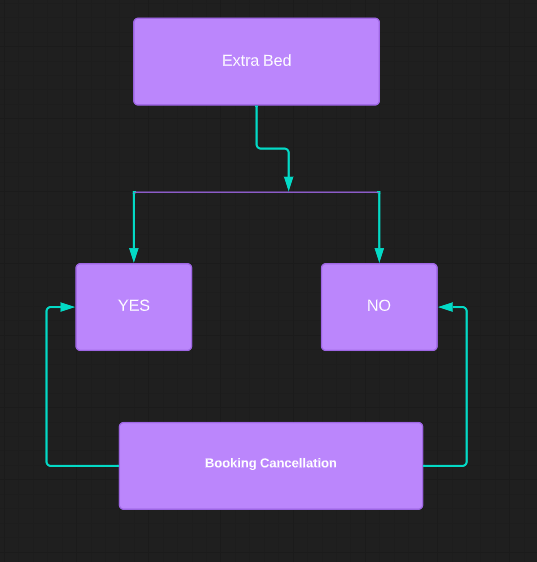 Extra Bed
YES
NO
Booking Cancellation